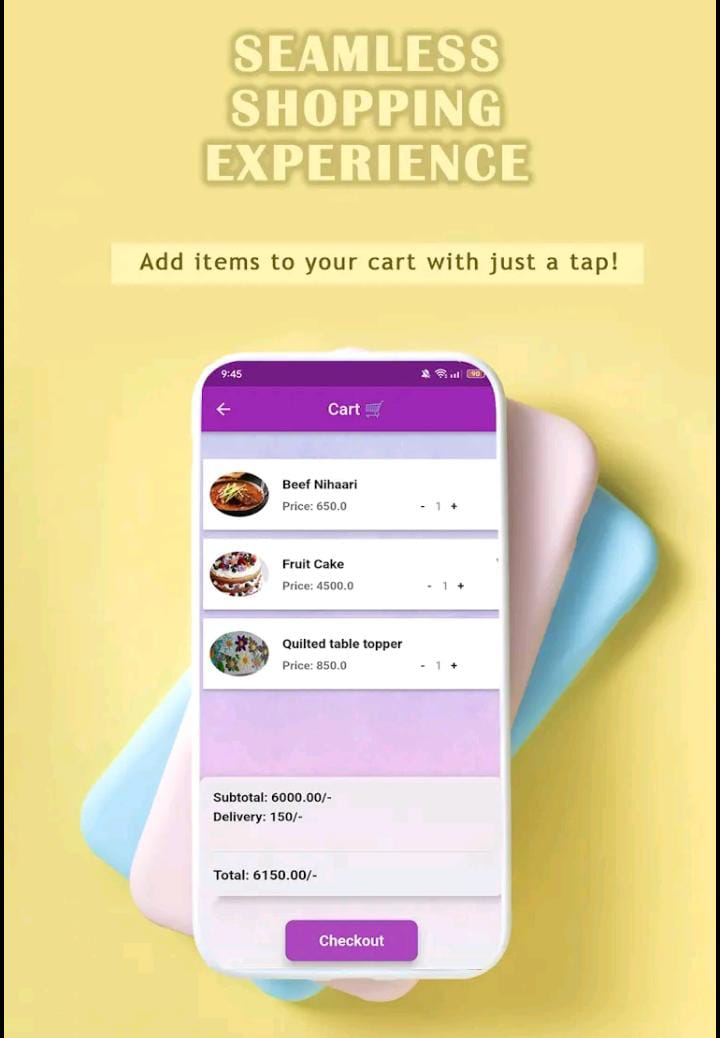 SEAMLESS
SHOPPING
EXPERIENCE
Add items to your cart with just a tap!
9:45
90
Cart
Beef Nihaari
Price: 650.0
- 1 +
Fruit Cake
Price: 4500.0
- 1 +
Quilted table topper
Price: 850.0
- 1 +
Subtotal: 6000.00/-
Delivery: 150/-
Total: 6150.00/-
Checkout